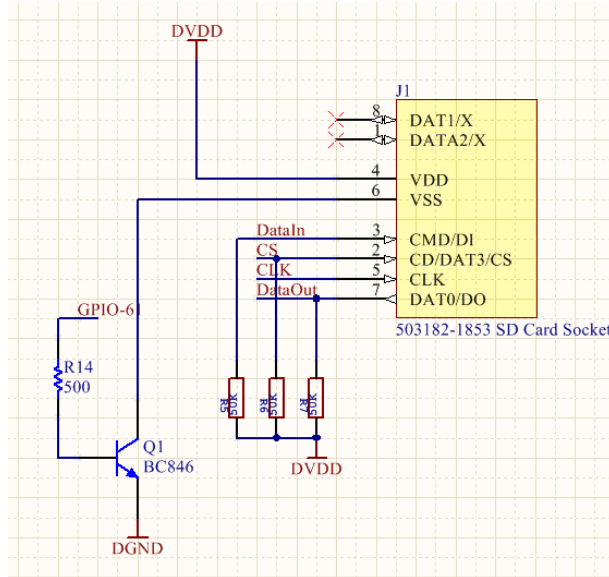 DVDD
J1
8 DAT1/X
1 DATA2/X
4 VDD
6 VSS
DataIn 3 CMD/DI
CS 2 CD/DAT3/CS
CLK 5 CLK
DataOut 7 DAT0/DO
503182-1853 SD Card Socket
GPIO-61
R14
500
R5 50K
R6 50K
R7 50K
Q1
BC846
DVDD
DGND